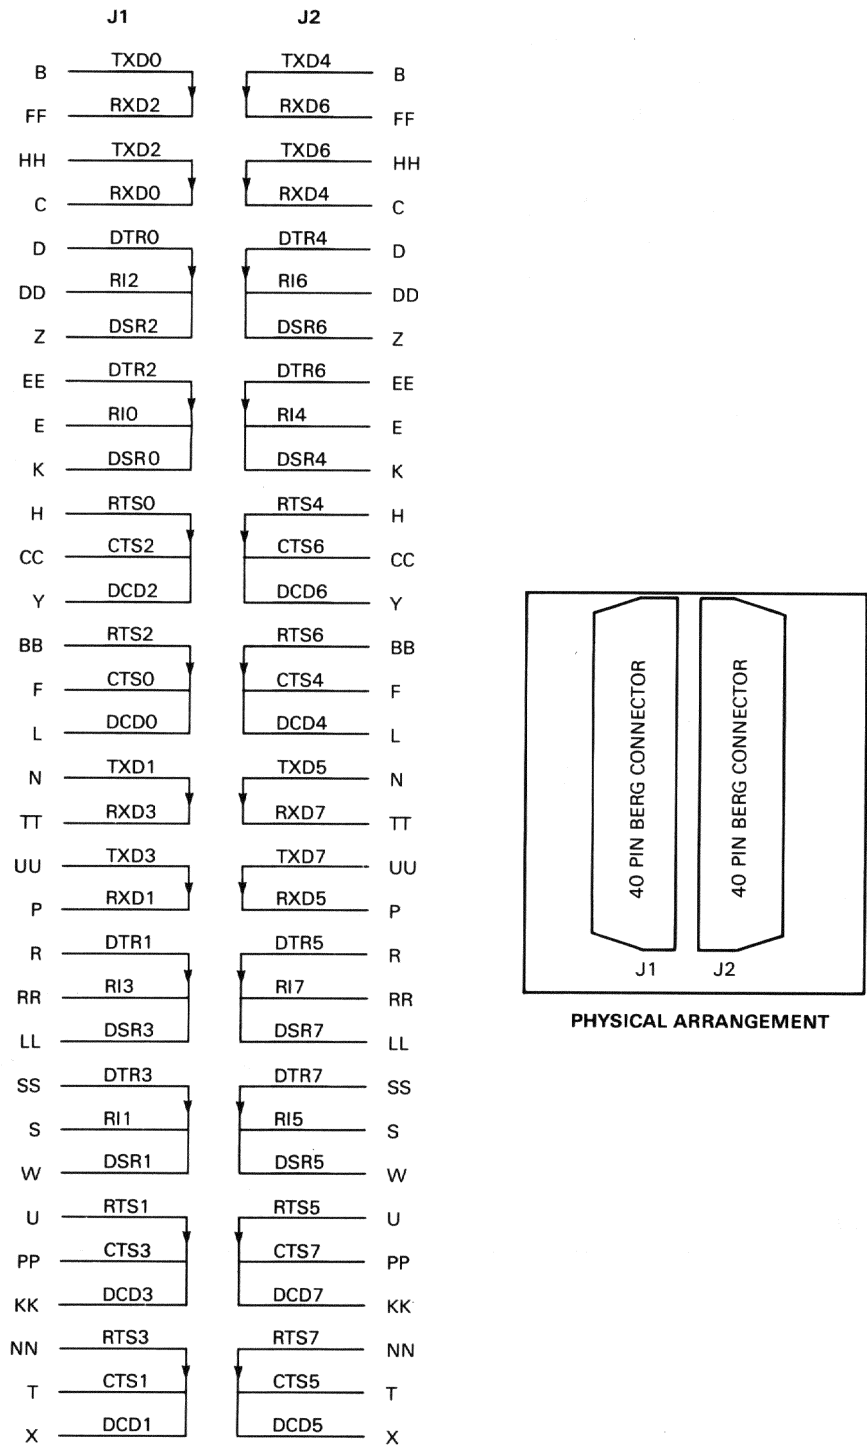 J1 J2
B TXD0 TXD4 B
FF RXD2 RXD6 FF
HH TXD2 TXD6 HH
C RXD0 RXD4 C
D DTR0 DTR4 D
DD RI2 RI6 DD
Z DSR2 DSR6 Z
EE DTR2 DTR6 EE
E RI0 RI4 E
K DSR0 DSR4 K
H RTS0 RTS4 H
CC CTS2 CTS6 CC
Y DCD2 DCD6 Y
BB RTS2 RTS6 BB
F CTS0 CTS4 F
L DCD0 DCD4 L
N TXD1 TXD5 N
TT RXD3 RXD7 TT
UU TXD3 TXD7 UU
P RXD1 RXD5 P
R DTR1 DTR5 R
RR RI3 RI7 RR
LL DSR3 DSR7 LL
SS DTR3 DTR7 SS
S RI1 RI5 S
W DSR1 DSR5 W
U RTS1 RTS5 U
PP CTS3 CTS7 PP
KK DCD3 DCD7 KK
NN RTS3 RTS7 NN
T CTS1 CTS5 T
X DCD1 DCD5 X
40 PIN BERG CONNECTOR
40 PIN BERG CONNECTOR
J1 J2
PHYSICAL ARRANGEMENT